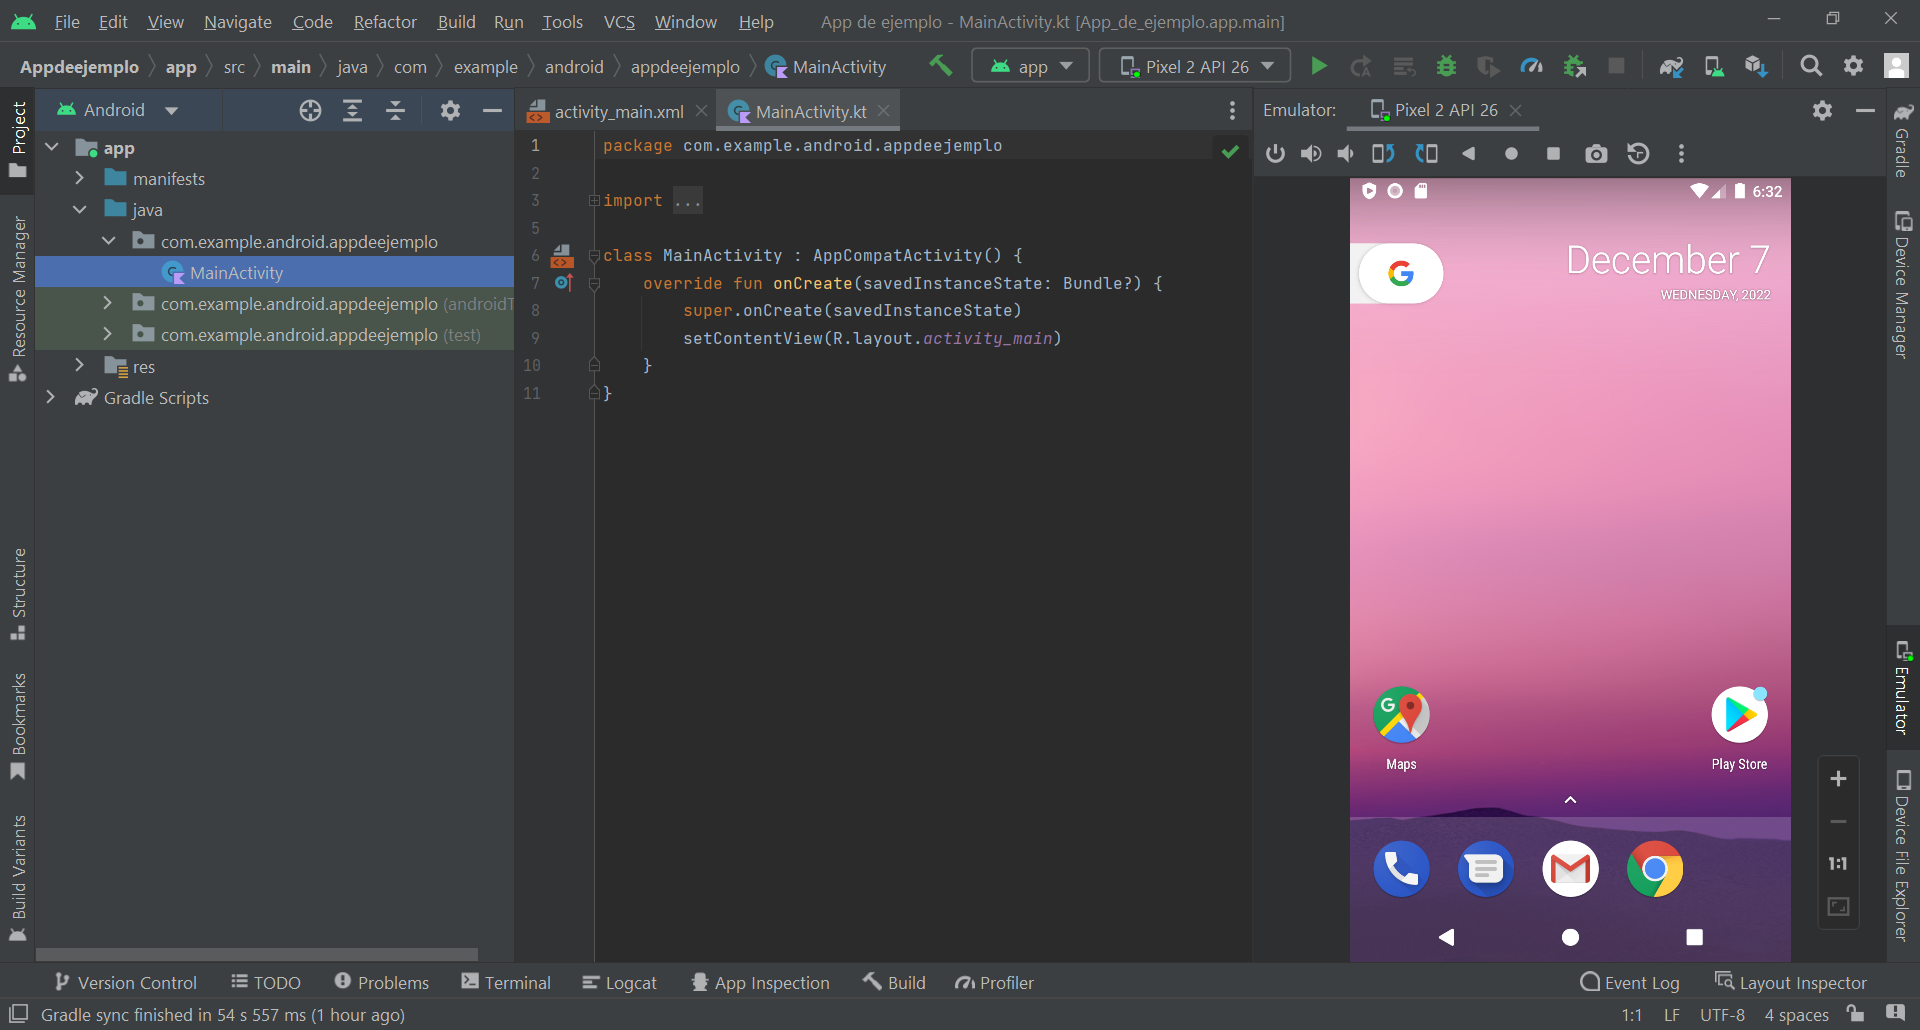 File Edit View Navigate Code Refactor Build Run Tools VCS Window Help App de ejemplo - MainActivity.kt [App_de_ejemplo.app.main]
Appdeejemplo app src main java com example android appdeejemplo MainActivity app Pixel 2 API 26
Project
Resource Manager
Structure
Bookmarks
Build Variants
Android
app
manifests
java
com.example.android.appdeejemplo
MainActivity
com.example.android.appdeejemplo (androidT
com.example.android.appdeejemplo (test)
res
Gradle Scripts
activity_main.xml MainActivity.kt
1 package com.example.android.appdeejemplo
2
3 import ...
5
6 class MainActivity : AppCompatActivity() {
7 override fun onCreate(savedInstanceState: Bundle?) {
8 super.onCreate(savedInstanceState)
9 setContentView(R.layout.activity_main)
10 }
11 }
Emulator: Pixel 2 API 26
6:32
December 7
WEDNESDAY, 2022
G
G
Maps Play Store
1:1
Gradle
Device Manager
Emulator
Device File Explorer
Version Control TODO Problems Terminal Logcat App Inspection Build Profiler Event Log Layout Inspector
Gradle sync finished in 54 s 557 ms (1 hour ago) 1:1 LF UTF-8 4 spaces